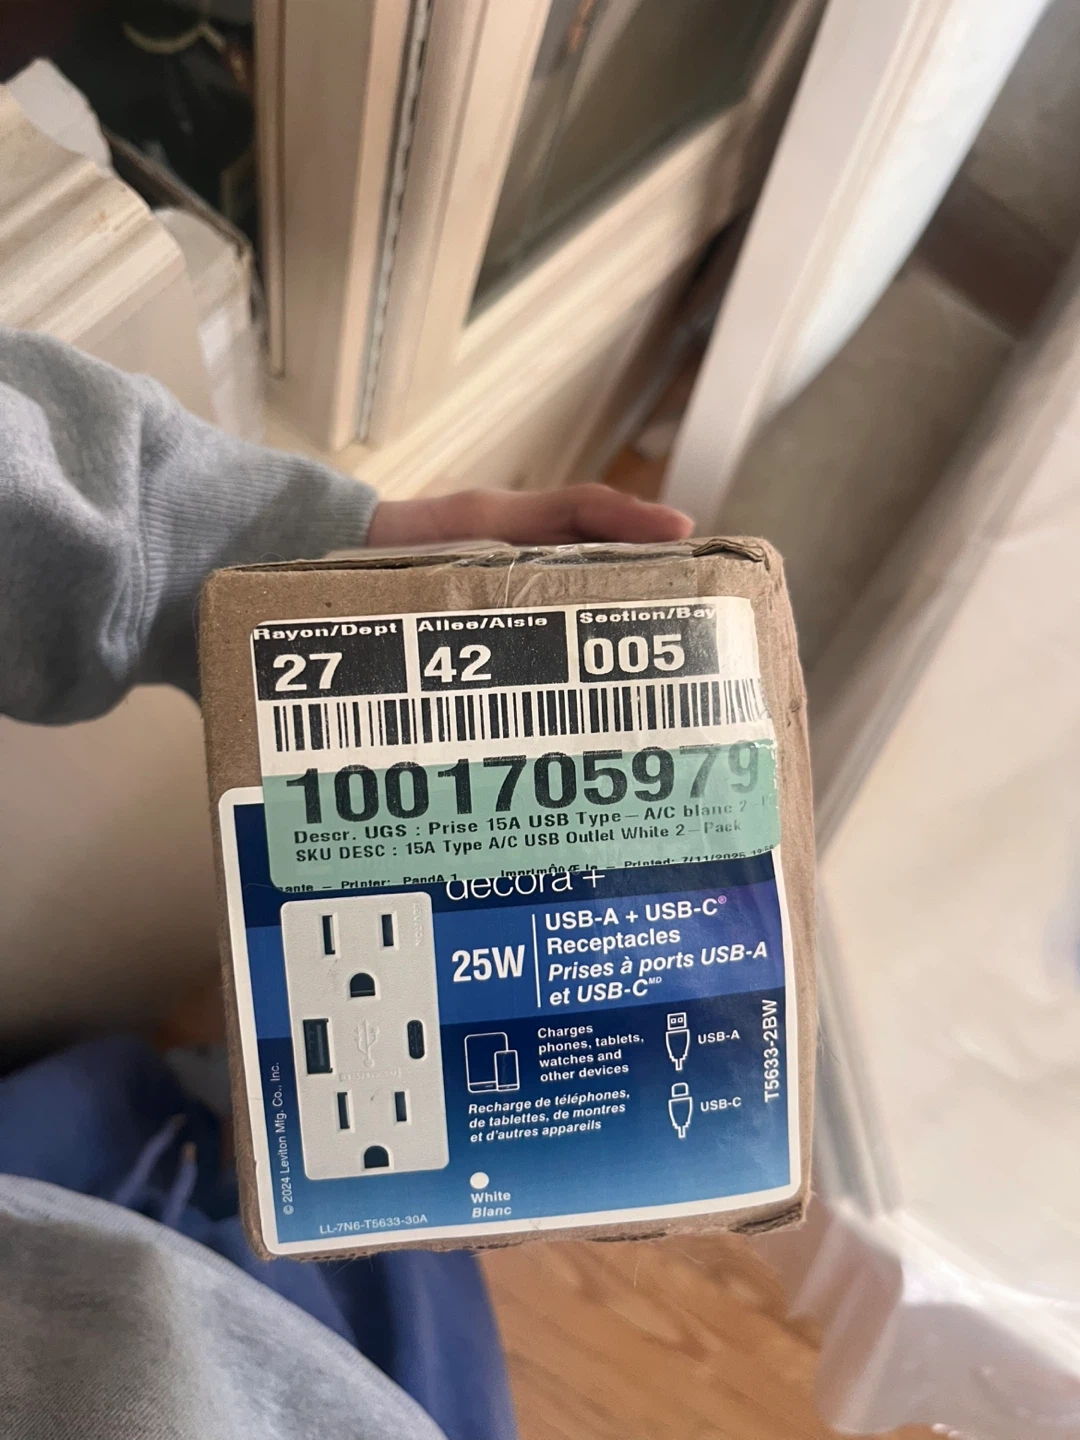 Rayon/Dept Allee/Aisle Section/Bay
27 42 005
1001705979
Descr. UGS : Prise 15A USB Type - A/C blanc 2-
SKU DESC : 15A Type A/C USB Outlet White 2-Pack
- Printer: PandA 1 - Printed: 7/11/2025
decora +
25W
USB-A + USB-C®
Receptacles
Prises à ports USB-A
et USB-C MD
Charges
phones, tablets,
watches and
other devices
Recharge de téléphones,
de tablettes, de montres
et d'autres appareils
USB-A
USB-C
T5633-2BW
White
Blanc
© 2024 Leviton Mfg. Co., Inc.
LL-7N6-T5633-30A